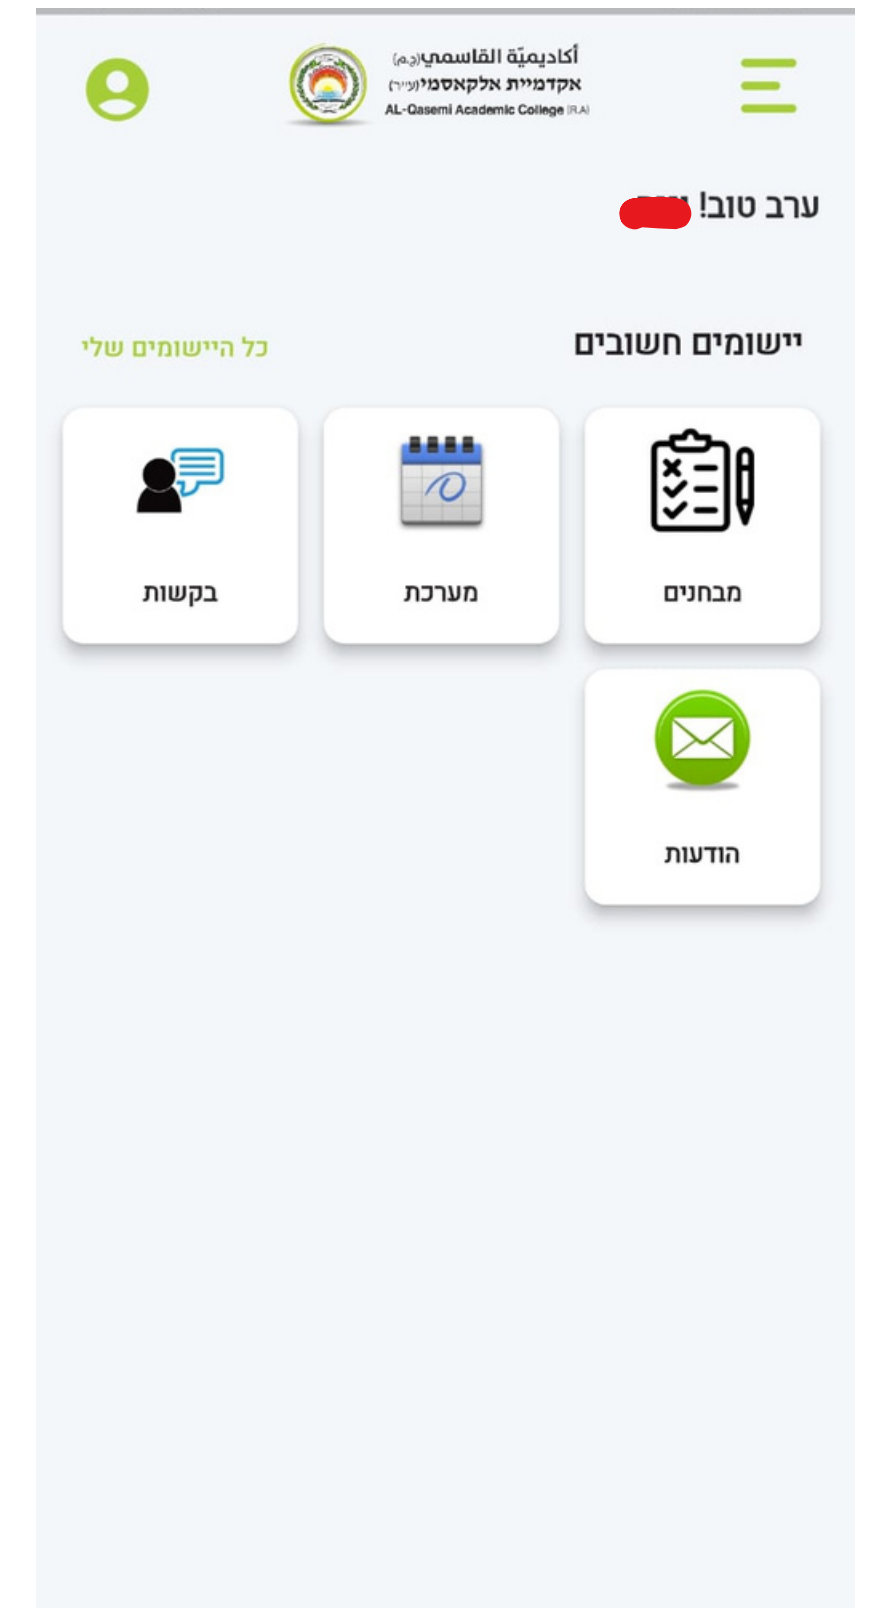 أكاديميّة القاسمي (ج.م)
אקדמיית אלקאסמי (ע״ר)
AL-Qasemi Academic College (R.A)
ערב טוב!
יישומים חשובים
כל היישומים שלי
מבחנים
מערכת
בקשות
הודעות